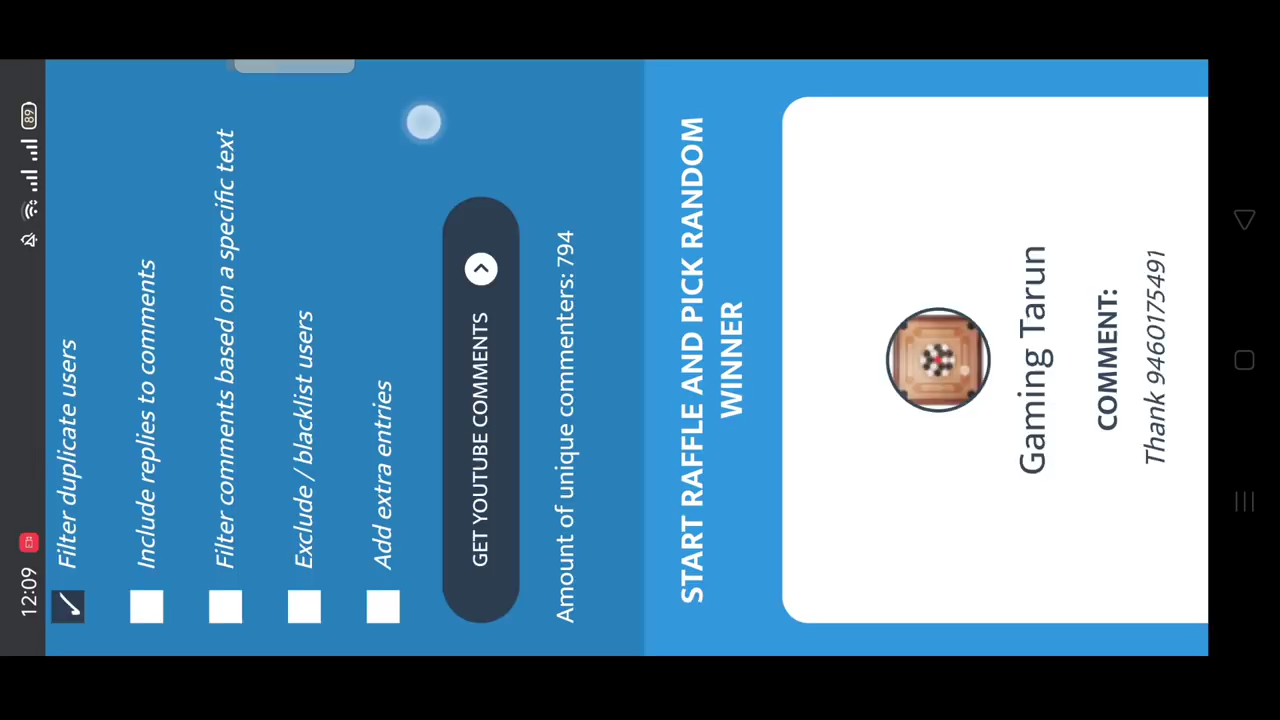 12:09
89
Filter duplicate users
Include replies to comments
Filter comments based on a specific text
Exclude / blacklist users
Add extra entries
GET YOUTUBE COMMENTS
Amount of unique commenters: 794
START RAFFLE AND PICK RANDOM
WINNER
Gaming Tarun
COMMENT:
Thank 9460175491